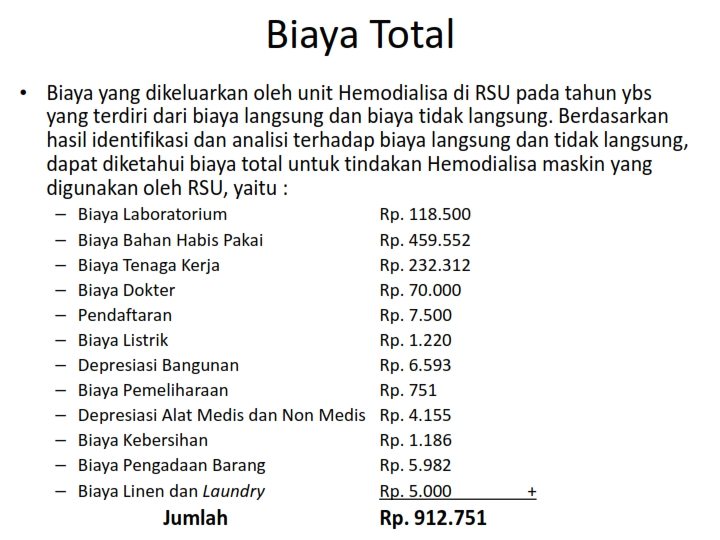 Biaya Total
• Biaya yang dikeluarkan oleh unit Hemodialisa di RSU pada tahun ybs
yang terdiri dari biaya langsung dan biaya tidak langsung. Berdasarkan
hasil identifikasi dan analisi terhadap biaya langsung dan tidak langsung,
dapat diketahui biaya total untuk tindakan Hemodialisa maskin yang
digunakan oleh RSU, yaitu :
– Biaya Laboratorium Rp. 118.500
– Biaya Bahan Habis Pakai Rp. 459.552
– Biaya Tenaga Kerja Rp. 232.312
– Biaya Dokter Rp. 70.000
– Pendaftaran Rp. 7.500
– Biaya Listrik Rp. 1.220
– Depresiasi Bangunan Rp. 6.593
– Biaya Pemeliharaan Rp. 751
– Depresiasi Alat Medis dan Non Medis Rp. 4.155
– Biaya Kebersihan Rp. 1.186
– Biaya Pengadaan Barang Rp. 5.982
– Biaya Linen dan Laundry Rp. 5.000 +
Jumlah Rp. 912.751